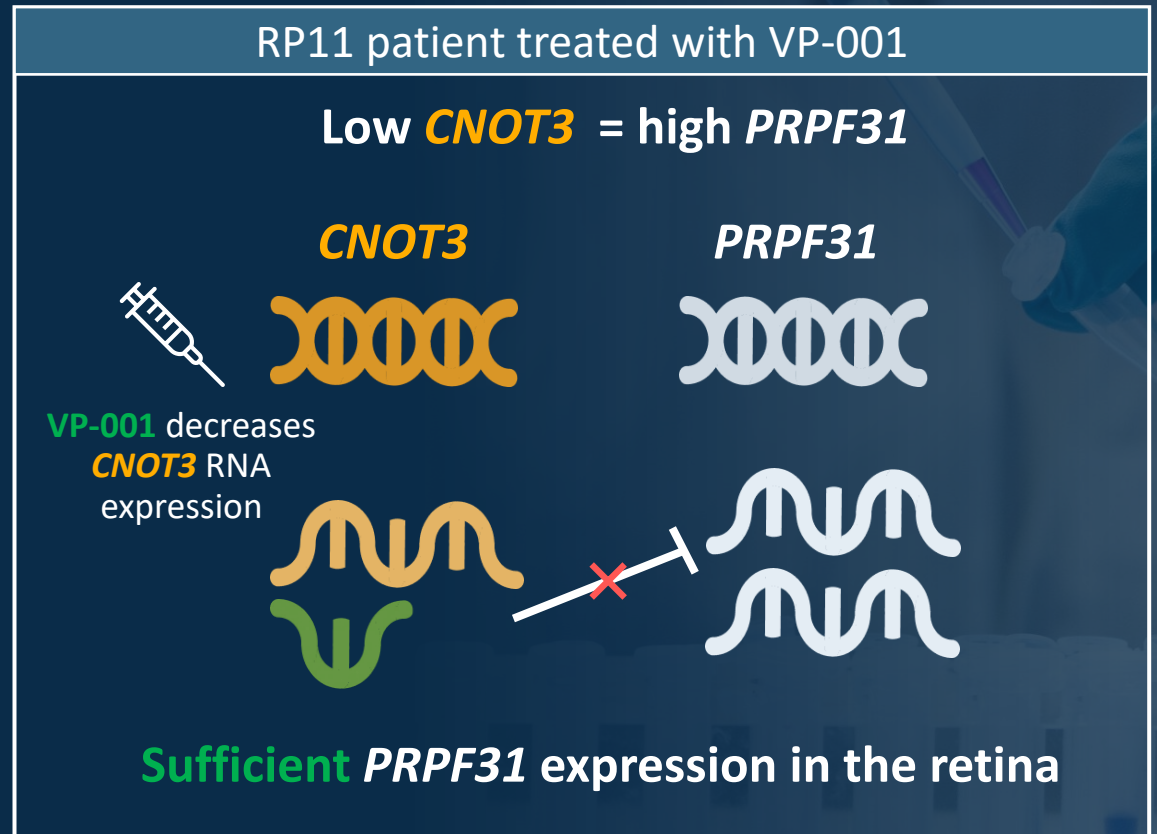 RP11 patient treated with VP-001
Low CNOT3 = high PRPF31
CNOT3
PRPF31
VP-001 decreases
CNOT3 RNA
expression
Sufficient PRPF31 expression in the retina